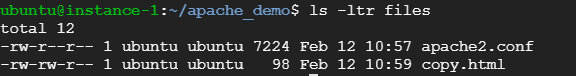 ubuntu@instance-1:~/apache_demo$ ls -ltr files
total 12
-rw-r--r-- 1 ubuntu ubuntu 7224 Feb 12 10:57 apache2.conf
-rw-rw-r-- 1 ubuntu ubuntu   98 Feb 12 10:59 copy.html